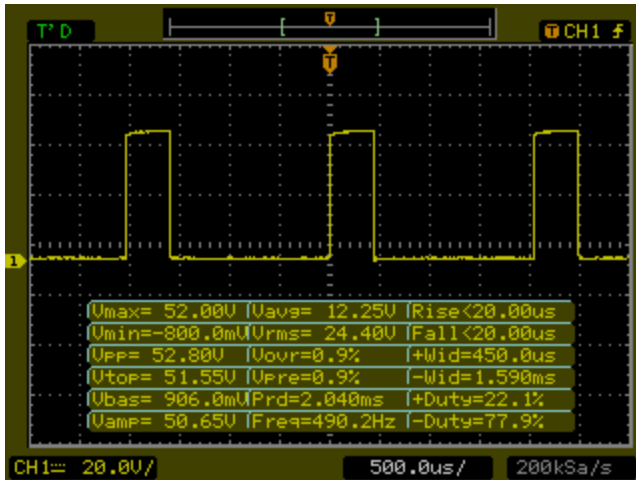 T'D T CH1
T
T
1
Vmax= 52.00V Vavg= 12.25V Rise<20.00us
Vmin=-800.0mV Vrms= 24.40V Fall<20.00us
Vpp= 52.80V Vovr=0.9% +Wid=450.0us
Vtop= 51.55V Vpre=0.9% -Wid=1.590ms
Vbas= 906.0mV Prd=2.040ms +Duty=22.1%
Vamp= 50.65V Freq=490.2Hz -Duty=77.9%
CH1 20.0V/ 500.0us/ 200kSa/s